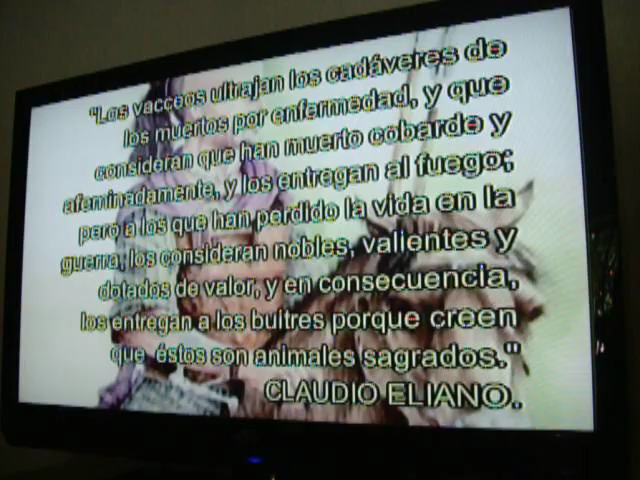 "Los vacceos ultrajan los cadáveres de
los muertos por enfermedad, y que
consideran que han muerto cobarde y
afeminadamente, y los entregan al fuego;
pero a los que han perdido la vida en la
guerra, los consideran nobles, valientes y
dotados de valor, y en consecuencia,
los entregan a los buitres porque creen
que éstos son animales sagrados."
CLAUDIO ELIANO.